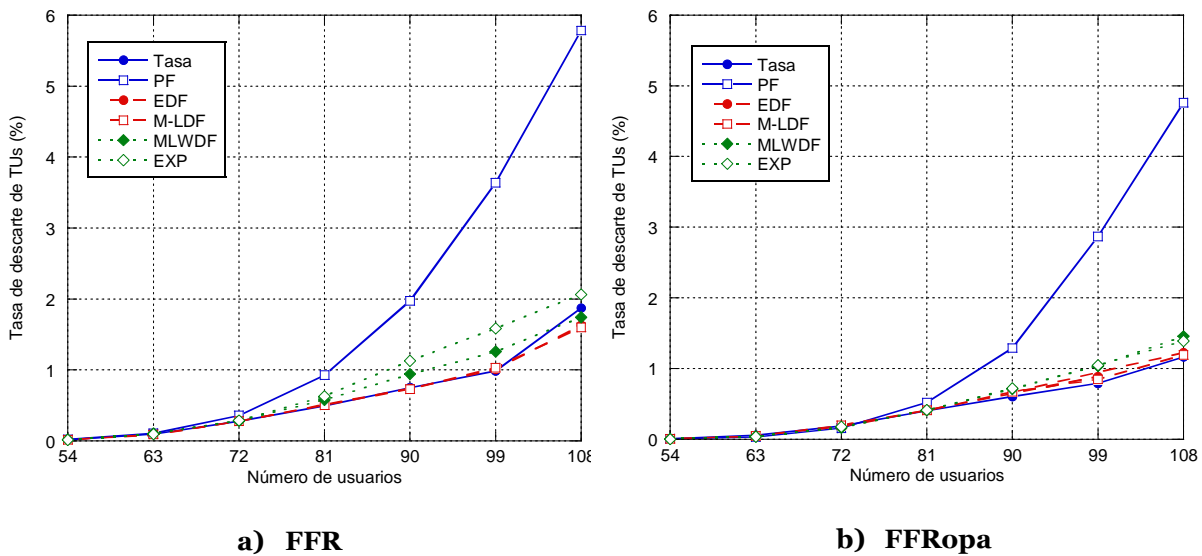 6
5
4
3
2
1
0
Tasa de descarte de TUs (%)
Tasa
PF
EDF
M-LDF
MLWDF
EXP
54 63 72 81 90 99 108
Número de usuarios
a) FFR
6
5
4
3
2
1
0
Tasa de descarte de TUs (%)
Tasa
PF
EDF
M-LDF
MLWDF
EXP
54 63 72 81 90 99 108
Número de usuarios
b) FFRopa